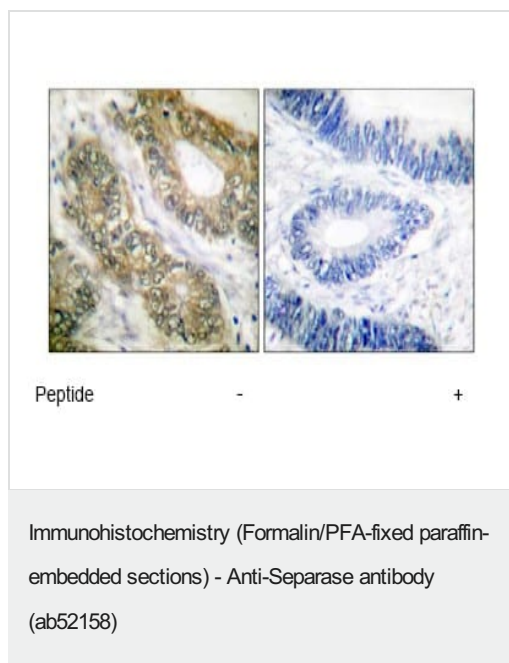 Peptide - +
Immunohistochemistry (Formalin/PFA-fixed paraffin-
embedded sections) - Anti-Separase antibody
(ab52158)